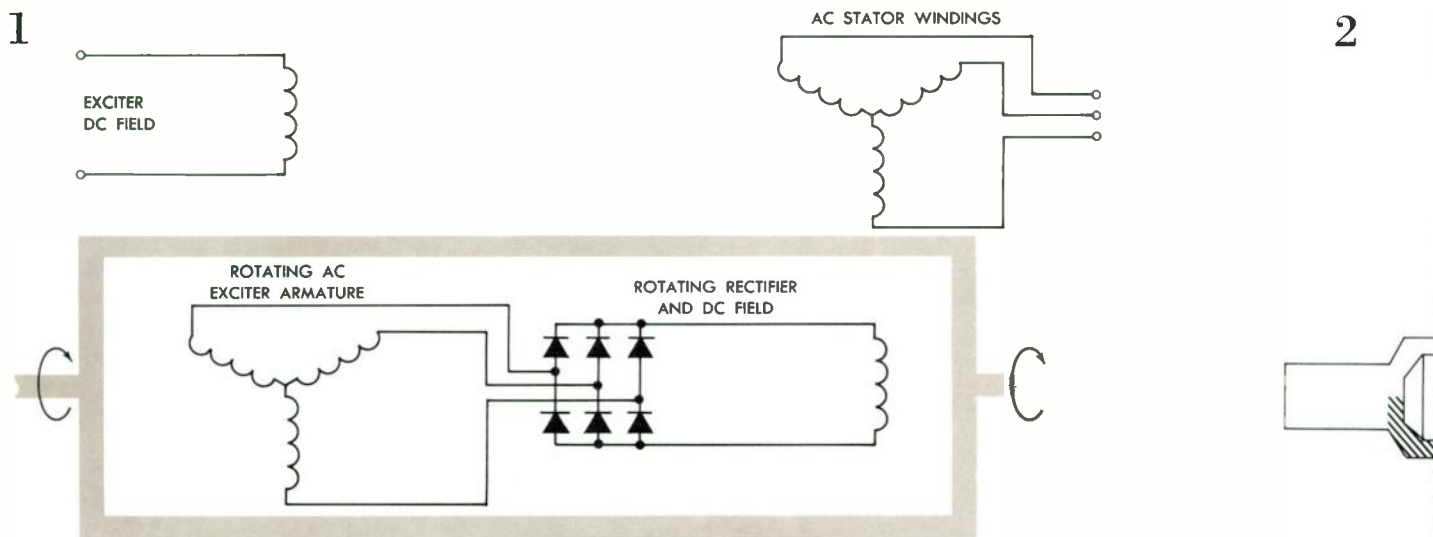 1
AC STATOR WINDINGS
2
EXCITER
DC FIELD
ROTATING AC
EXCITER ARMATURE
ROTATING RECTIFIER
AND DC FIELD